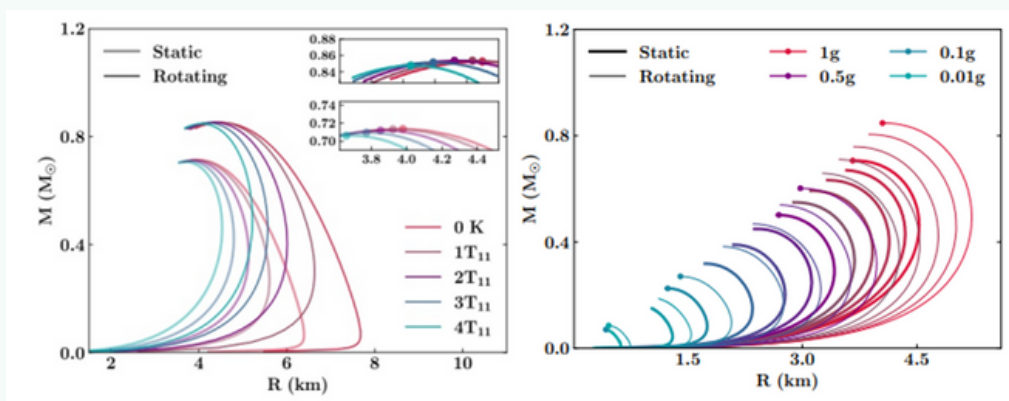 1.2
0.8
0.4
0.0
M (M⊙)
Static
Rotating
0.88
0.86
0.84
0.74
0.72
0.70
3.8
4.0
4.2
4.4
0 K
1T₁₁
2T₁₁
3T₁₁
4T₁₁
2
4
6
8
10
R (km)
1.2
0.8
0.4
0.0
M (M⊙)
Static
Rotating
1g
0.5g
0.1g
0.01g
1.5
3.0
4.5
R (km)